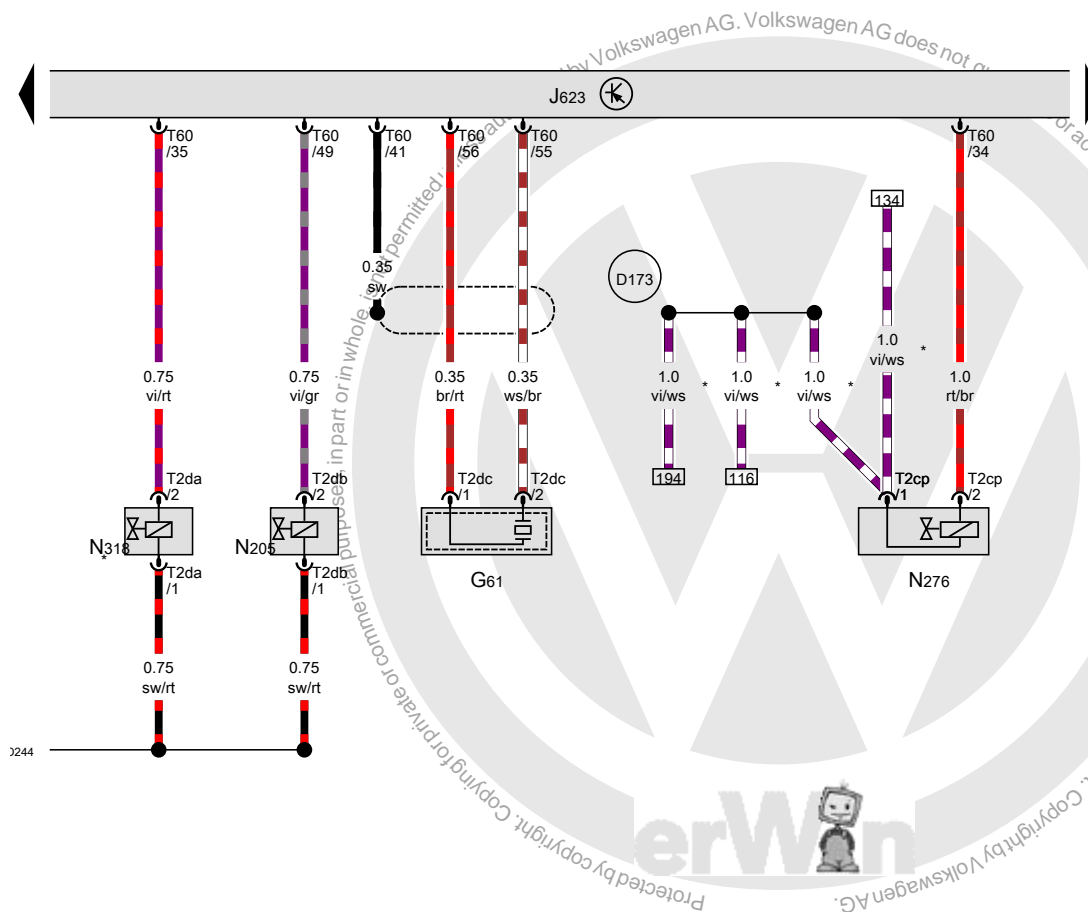 by Volkswagen AG. Volkswagen AG does not
J623
T60
/35
T60
/49
T60
/41
T60
/56
T60
/55
T60
/34
134
0.35
sw
D173
0.75
vi/rt
0.75
vi/gr
0.35
br/rt
0.35
ws/br
1.0
vi/ws
*
1.0
vi/ws
*
1.0
vi/ws
*
1.0
vi/ws
*
1.0
rt/br
194
116
T2da
/2
T2db
/2
T2dc
/1
T2dc
/2
T2cp
/1
T2cp
/2
N318
*
N205
G61
N276
T2da
/1
T2db
/1
0.75
sw/rt
0.75
sw/rt
D244
permitted
in part or in whole, is not
commercial purposes,
Copying for private or
Protected by copyright.
Copyright by Volkswagen AG.
erWin